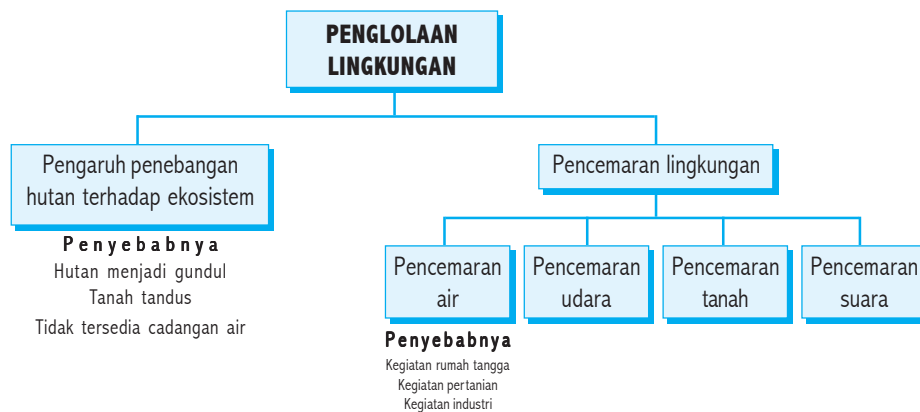 PENGLOLAAN
LINGKUNGAN
Pengaruh penebangan
hutan terhadap ekosistem
Penyebabnya
Hutan menjadi gundul
Tanah tandus
Tidak tersedia cadangan air
Pencemaran lingkungan
Pencemaran
air
Penyebabnya
Kegiatan rumah tangga
Kegiatan pertanian
Kegiatan industri
Pencemaran
udara
Pencemaran
tanah
Pencemaran
suara